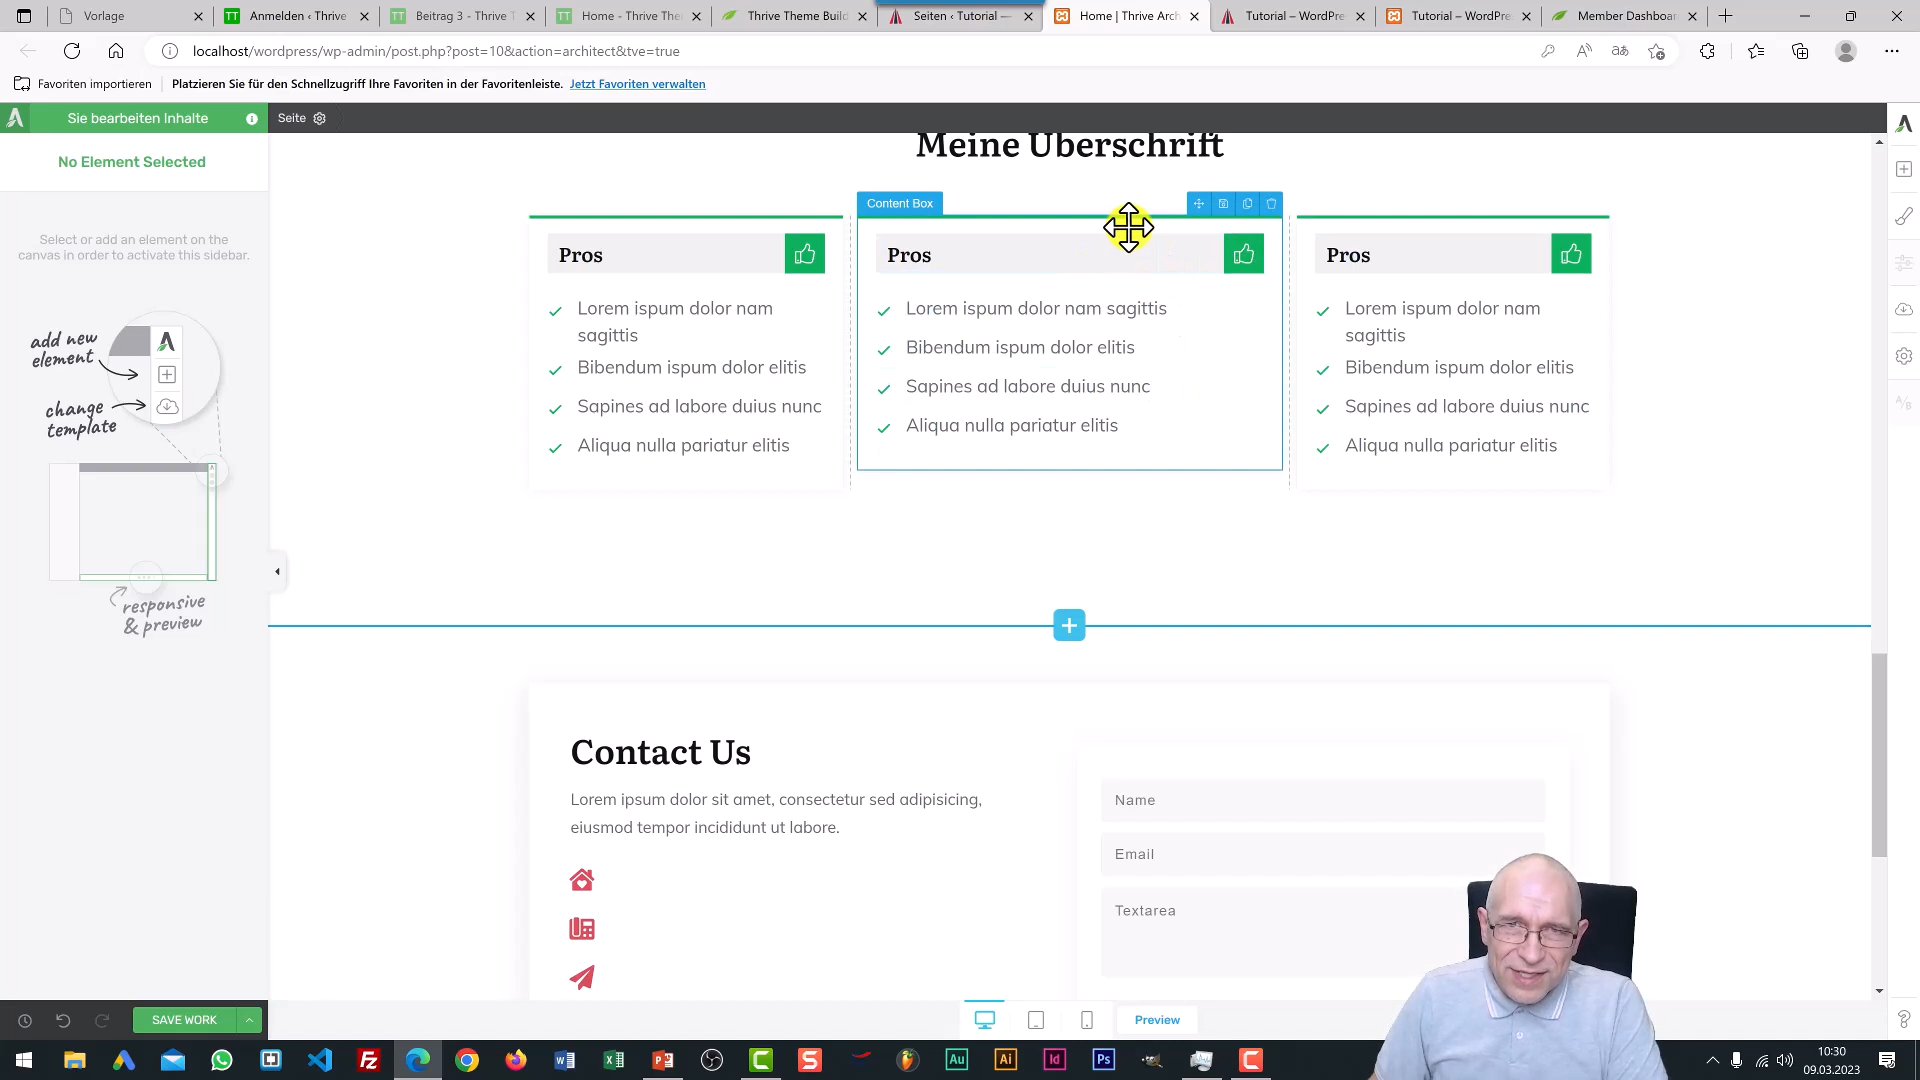 Vorlage
Anmelden ‹ Thrive
Beitrag 3 - Thrive T
Home - Thrive The
Thrive Theme Build
Seiten ‹ Tutorial —
Home | Thrive Arch
Tutorial – WordPre
Tutorial – WordPre
Member Dashboar
localhost/wordpress/wp-admin/post.php?post=10&action=architect&tve=true
Favoriten importieren
Platzieren Sie für den Schnellzugriff Ihre Favoriten in der Favoritenleiste. Jetzt Favoriten verwalten
Sie bearbeiten Inhalte
Seite
No Element Selected
Select or add an element on the
canvas in order to activate this sidebar.
add new
element
change
template
responsive
& preview
Meine Überschrift
Content Box
Pros
Lorem ispum dolor nam
sagittis
Bibendum ispum dolor elitis
Sapines ad labore duius nunc
Aliqua nulla pariatur elitis
Pros
Lorem ispum dolor nam sagittis
Bibendum ispum dolor elitis
Sapines ad labore duius nunc
Aliqua nulla pariatur elitis
Pros
Lorem ispum dolor nam
sagittis
Bibendum ispum dolor elitis
Sapines ad labore duius nunc
Aliqua nulla pariatur elitis
Contact Us
Lorem ipsum dolor sit amet, consectetur sed adipisicing,
eiusmod tempor incididunt ut labore.
Name
Email
Textarea
SAVE WORK
Preview
A/B
10:30
09.03.2023